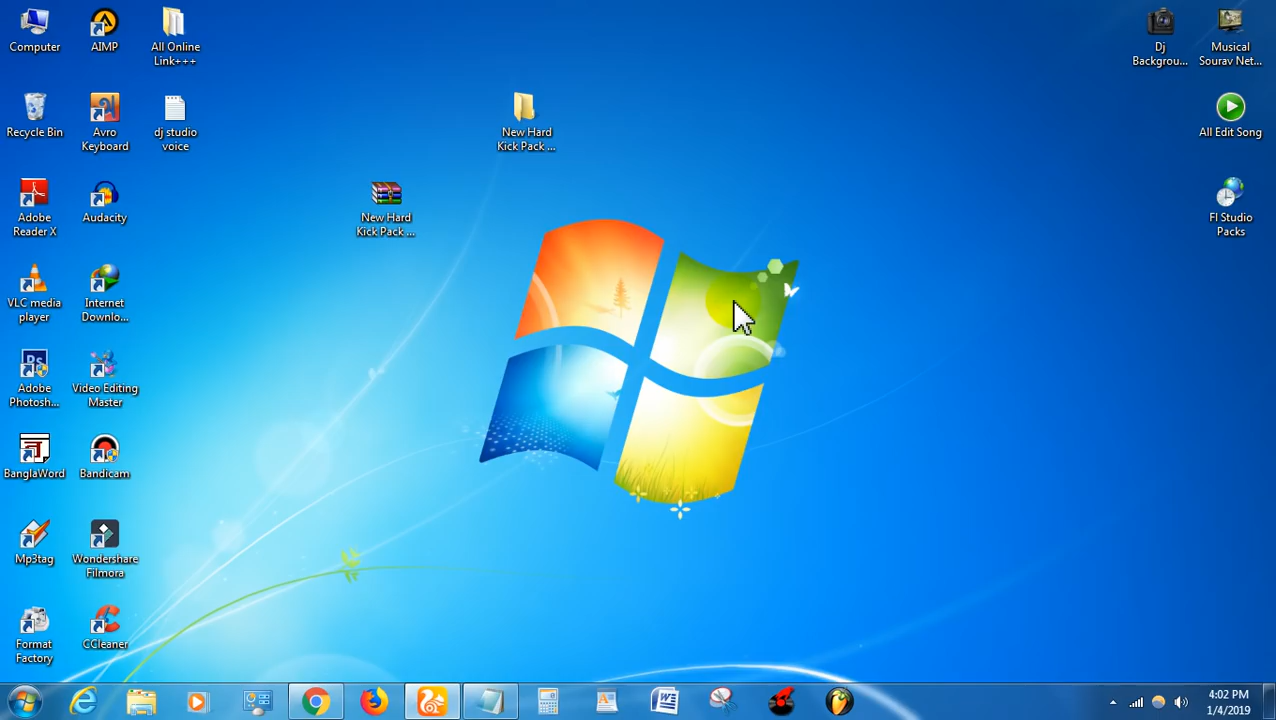 Computer
AIMP
All Online
Link+++
Dj
Backgrou...
Musical
Sourav Net...
Recycle Bin
Avro
Keyboard
dj studio
voice
New Hard
Kick Pack ...
All Edit Song
Adobe
Reader X
Audacity
New Hard
Kick Pack ...
Fl Studio
Packs
VLC media
player
Internet
Downlo...
Adobe
Photosh...
Video Editing
Master
BanglaWord
Bandicam
Mp3tag
Wondershare
Filmora
Format
Factory
CCleaner
4:02 PM
1/4/2019